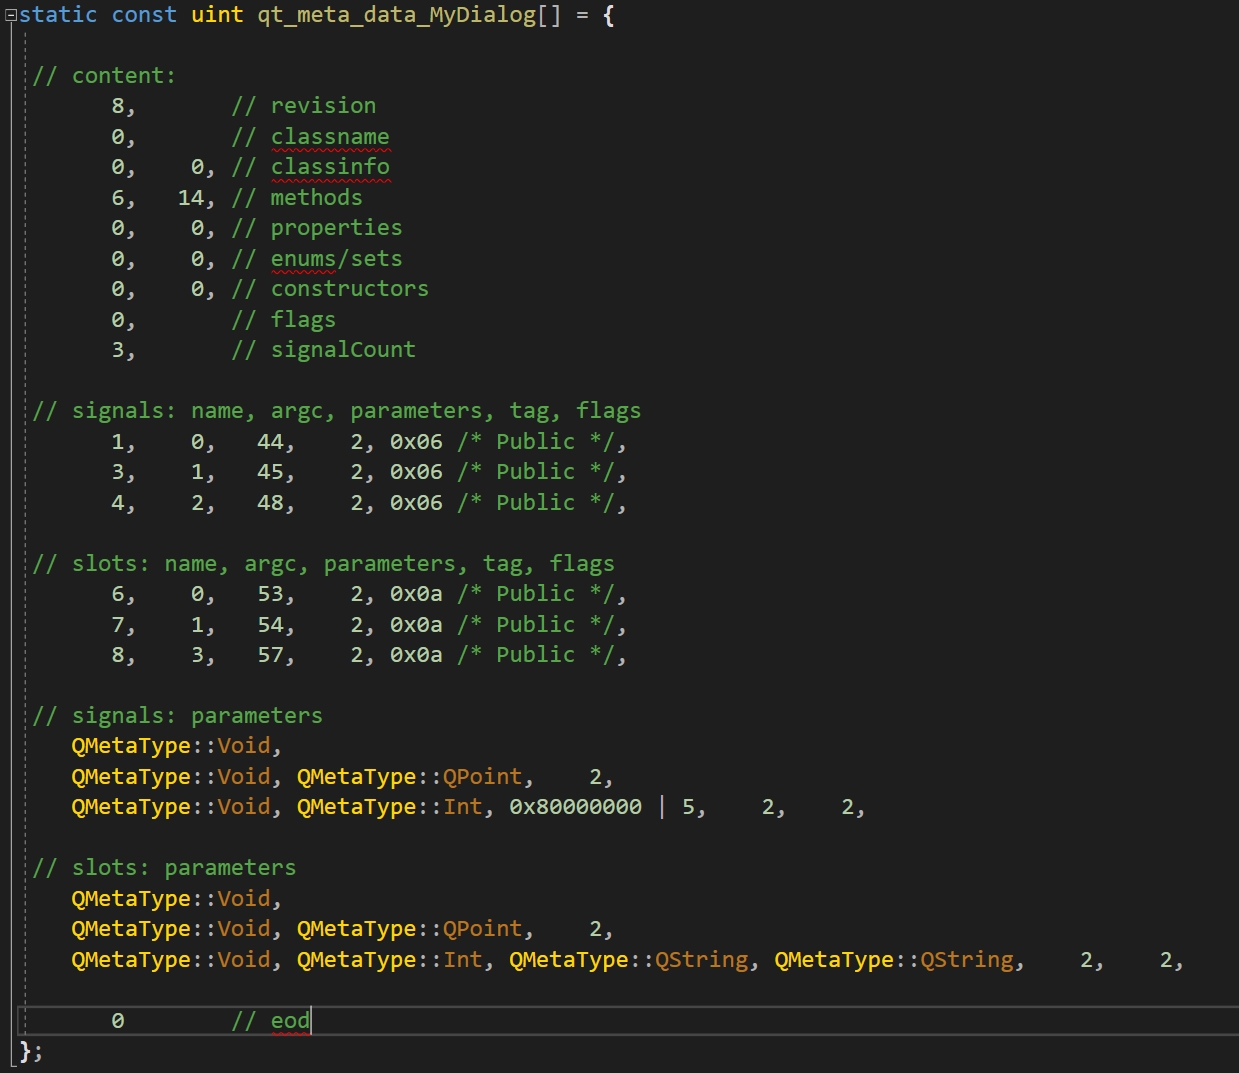 static const uint qt_meta_data_MyDialog[] = {
// content:
8, // revision
0, // classname
0, 0, // classinfo
6, 14, // methods
0, 0, // properties
0, 0, // enums/sets
0, 0, // constructors
0, // flags
3, // signalCount
// signals: name, argc, parameters, tag, flags
1, 0, 44, 2, 0x06 /* Public */,
3, 1, 45, 2, 0x06 /* Public */,
4, 2, 48, 2, 0x06 /* Public */,
// slots: name, argc, parameters, tag, flags
6, 0, 53, 2, 0x0a /* Public */,
7, 1, 54, 2, 0x0a /* Public */,
8, 3, 57, 2, 0x0a /* Public */,
// signals: parameters
QMetaType::Void,
QMetaType::Void, QMetaType::QPoint, 2,
QMetaType::Void, QMetaType::Int, 0x80000000 | 5, 2, 2,
// slots: parameters
QMetaType::Void,
QMetaType::Void, QMetaType::QPoint, 2,
QMetaType::Void, QMetaType::Int, QMetaType::QString, QMetaType::QString, 2, 2,
0 // eod
};